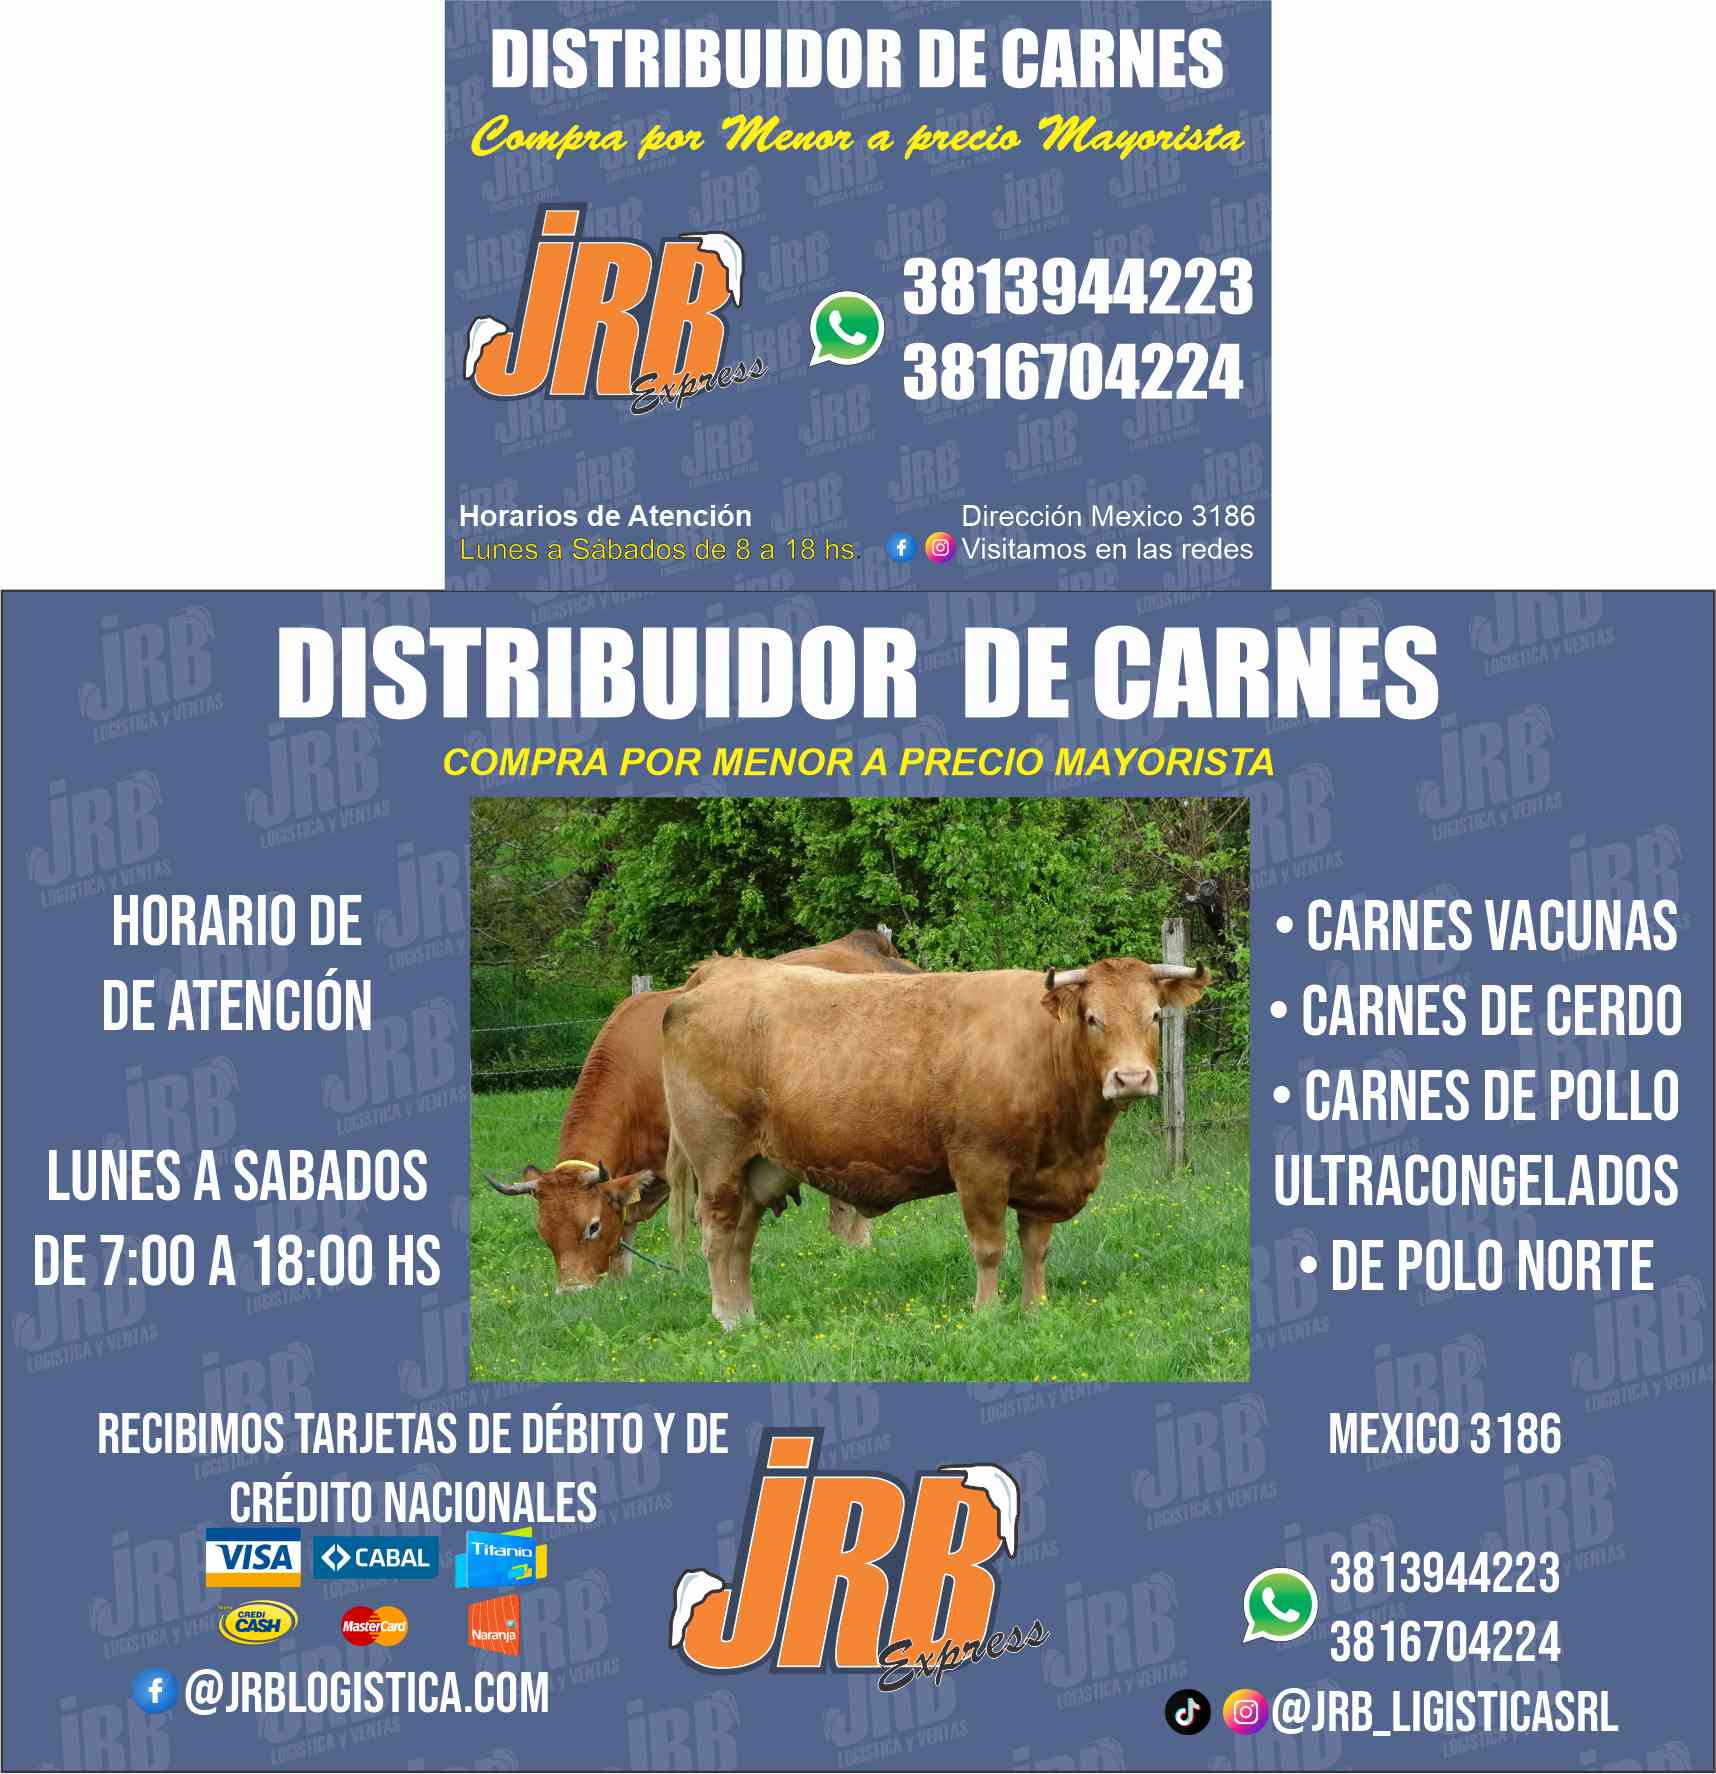 DISTRIBUIDOR DE CARNES
Compra por Menor a precio Mayorista
JRB
Express
3813944223
3816704224
Horarios de Atención
Lunes a Sábados de 8 a 18 hs.
Dirección Mexico 3186
Visitamos en las redes
DISTRIBUIDOR DE CARNES
COMPRA POR MENOR A PRECIO MAYORISTA
HORARIO DE
DE ATENCIÓN
LUNES A SABADOS
DE 7:00 A 18:00 HS
• CARNES VACUNAS
• CARNES DE CERDO
• CARNES DE POLLO
ULTRACONGELADOS
• DE POLO NORTE
RECIBIMOS TARJETAS DE DÉBITO Y DE
CRÉDITO NACIONALES
VISA
CABAL
Titanio
CREDI
CASH
MasterCard
Naranja
@JRBLOGISTICA.COM
JRB
Express
MEXICO 3186
3813944223
3816704224
@JRB_LIGISTICASRL
JRB
LOGISTICA Y VENTAS